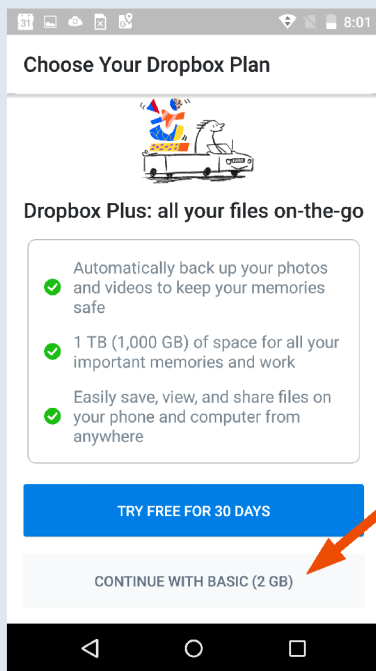 31 8:01
Choose Your Dropbox Plan
Dropbox Plus: all your files on-the-go
Automatically back up your photos
and videos to keep your memories
safe
1 TB (1,000 GB) of space for all your
important memories and work
Easily save, view, and share files on
your phone and computer from
anywhere
TRY FREE FOR 30 DAYS
CONTINUE WITH BASIC (2 GB)